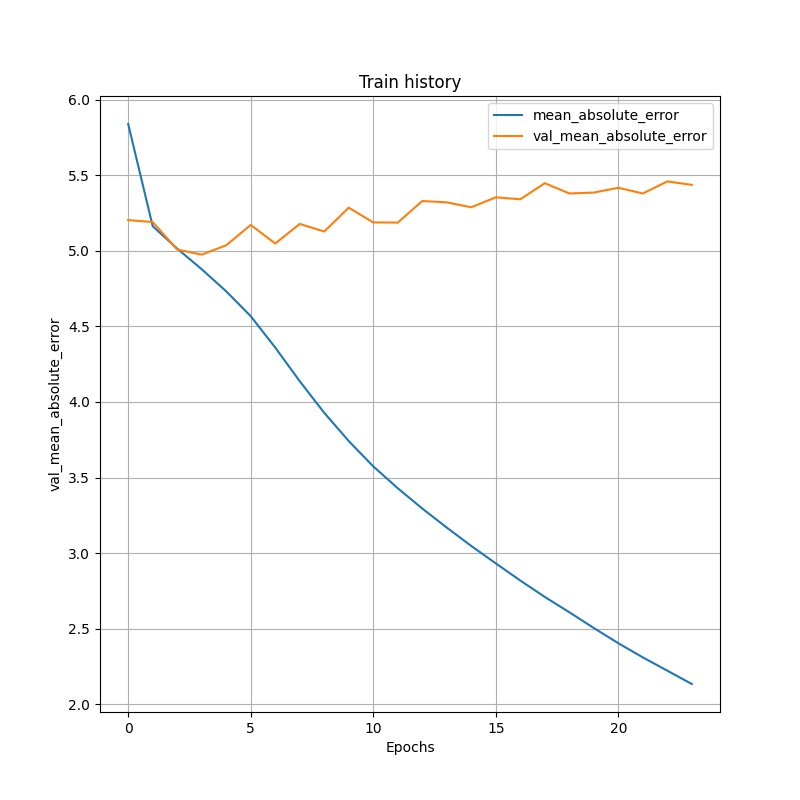 Train history
mean_absolute_error
val_mean_absolute_error
6.0
5.5
5.0
4.5
4.0
3.5
3.0
2.5
2.0
val_mean_absolute_error
0 5 10 15 20
Epochs